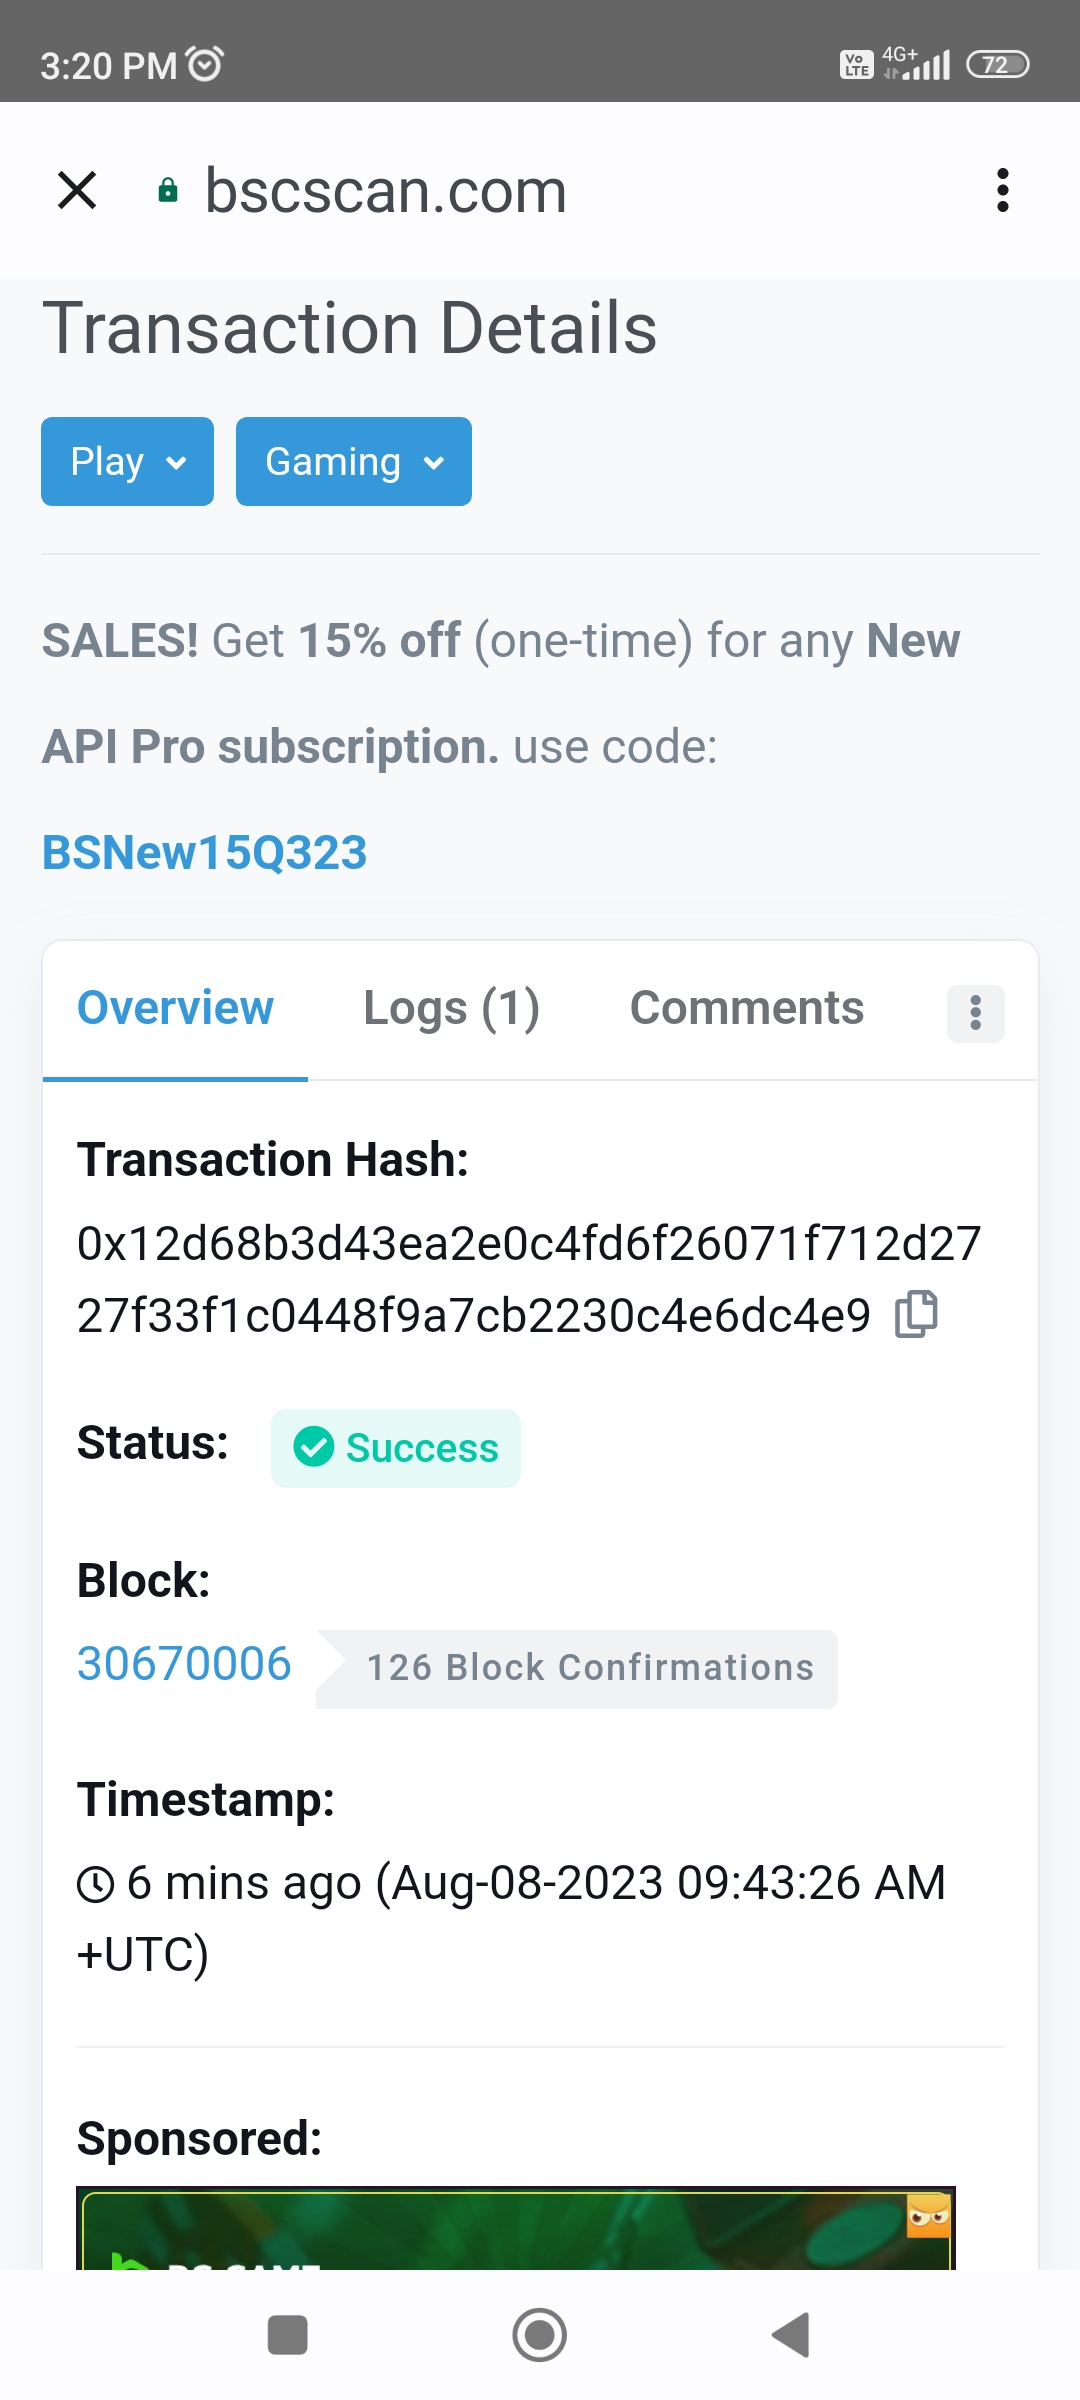 3:20 PM
Vo LTE 4G+ 72
bscscan.com
Transaction Details
Play Gaming
SALES! Get 15% off (one-time) for any New
API Pro subscription. use code:
BSNew15Q323
Overview Logs (1) Comments
Transaction Hash:
0x12d68b3d43ea2e0c4fd6f26071f712d27
27f33f1c0448f9a7cb2230c4e6dc4e9
Status: Success
Block:
30670006 126 Block Confirmations
Timestamp:
6 mins ago (Aug-08-2023 09:43:26 AM
+UTC)
Sponsored: